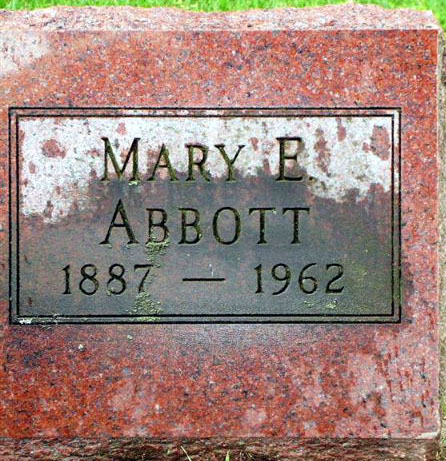 MARY E.
ABBOTT
1887 — 1962